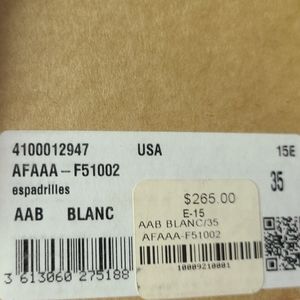 4100012947 USA 15E
AFAAA-F51002 35
espadrilles
AAB BLANC
3 613060 275188
$265.00
E-15
AAB BLANC/35
AFAAA-F51002
10009210001